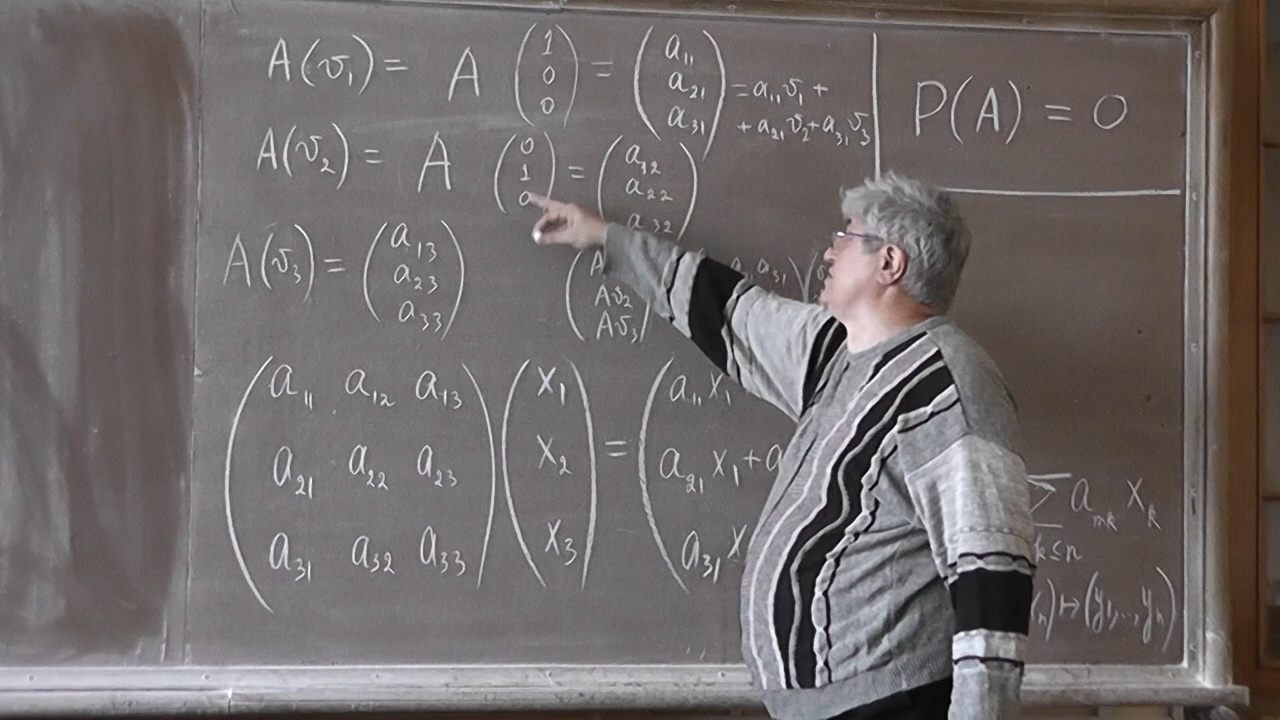 A(v₁) = A (1 0 0) = (a₁₁ a₂₁ a₃₁) = a₁₁v₁ +
+ a₂₁v₂ + a₃₁v₃
P(A) = 0
A(v₂) = A (0 1 0) = (a₁₂ a₂₂ a₃₂)
A(v₃) = (a₁₃ a₂₃ a₃₃)
Av₂
Av₃
a₁₁ a₁₂ a₁₃ x₁ = a₁₁x₁
a₂₁ a₂₂ a₂₃ x₂ a₂₁x₁ + a
a₃₁ a₃₂ a₃₃ x₃ a₃₁x
∑ aₘₖ xₖ
k≤n
ₙ) ↦ (y₁,..,yₙ)